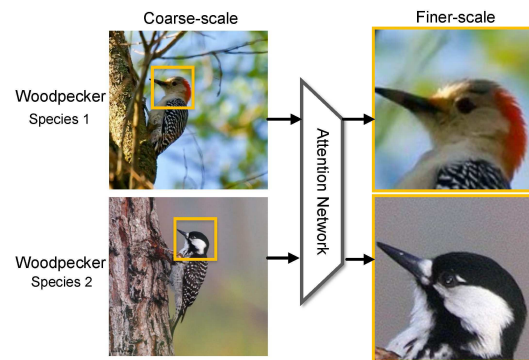 Coarse-scale
Finer-scale
Woodpecker
Species 1
Attention Network
Woodpecker
Species 2